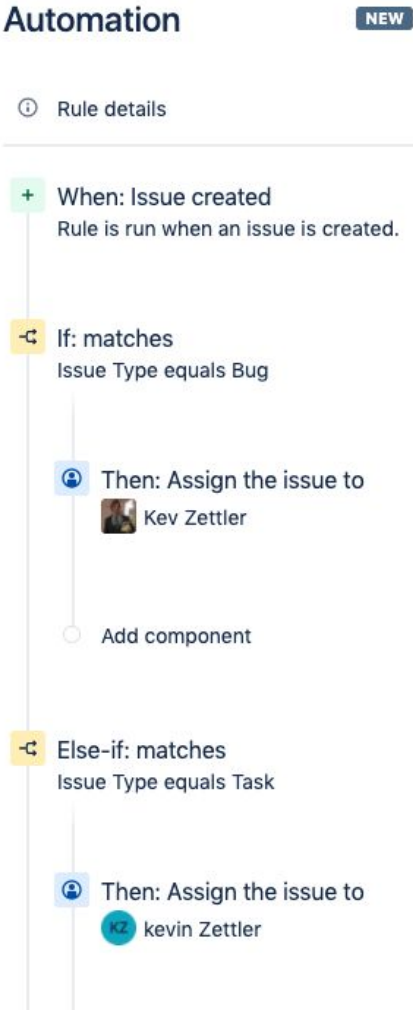 Automation NEW
Rule details
When: Issue created
Rule is run when an issue is created.
If: matches
Issue Type equals Bug
Then: Assign the issue to
Kev Zettler
Add component
Else-if: matches
Issue Type equals Task
Then: Assign the issue to
KZ kevin Zettler